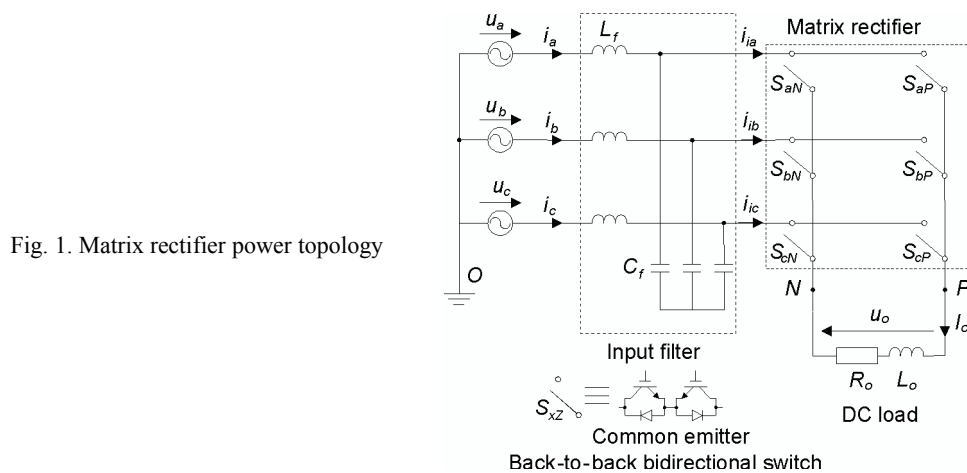 Fig. 1. Matrix rectifier power topology
u_a
i_a
L_f
i_ia
Matrix rectifier
S_aN
S_aP
u_b
i_b
i_ib
S_bN
S_bP
u_c
i_c
i_ic
S_cN
S_cP
O
C_f
N
P
u_o
I_o
Input filter
R_o
L_o
DC load
S_xZ
Common emitter
Back-to-back bidirectional switch